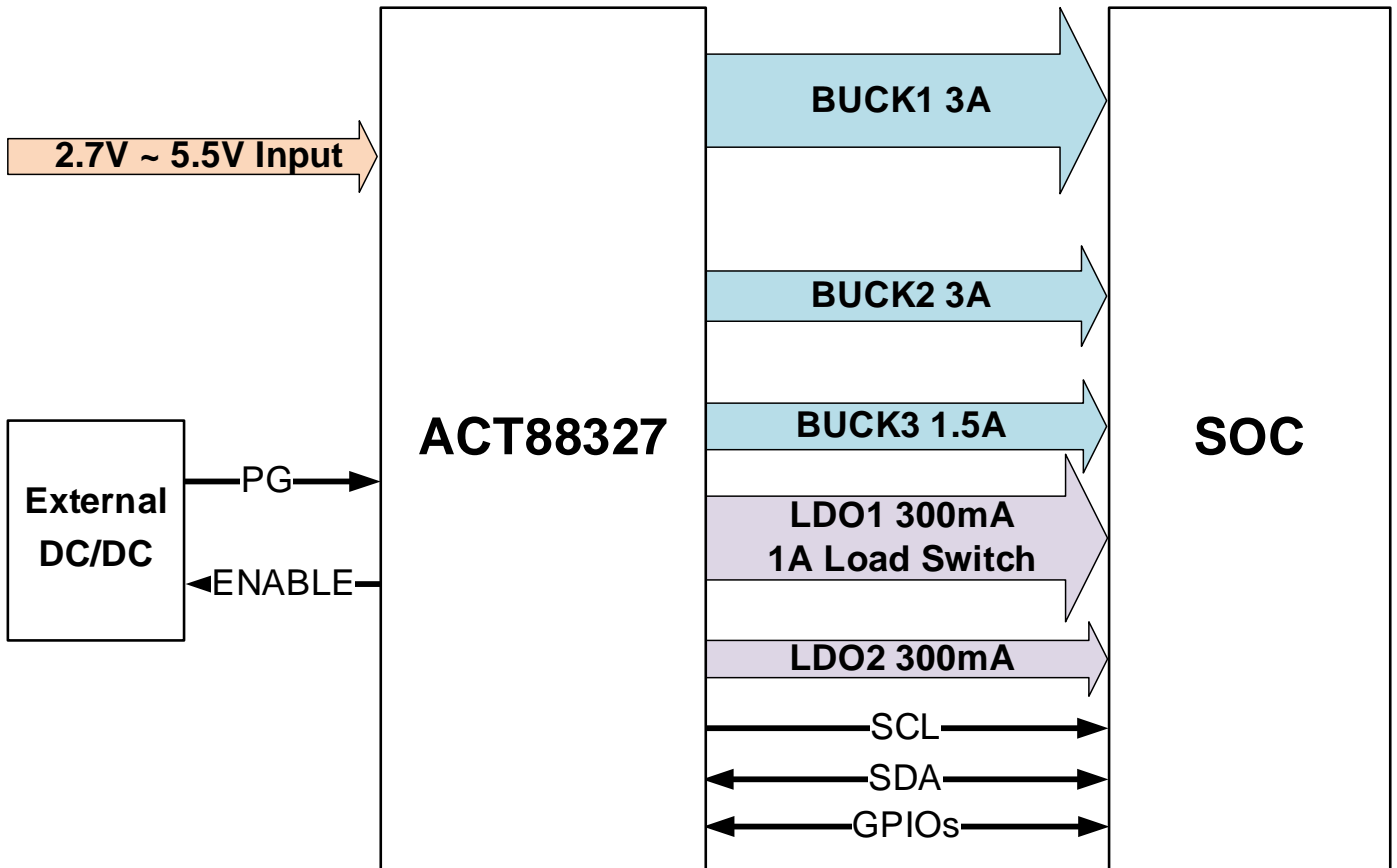 2.7V ~ 5.5V Input
External
DC/DC
PG
ENABLE
ACT88327
BUCK1 3A
BUCK2 3A
BUCK3 1.5A
LDO1 300mA
1A Load Switch
LDO2 300mA
SCL
SDA
GPIOs
SOC